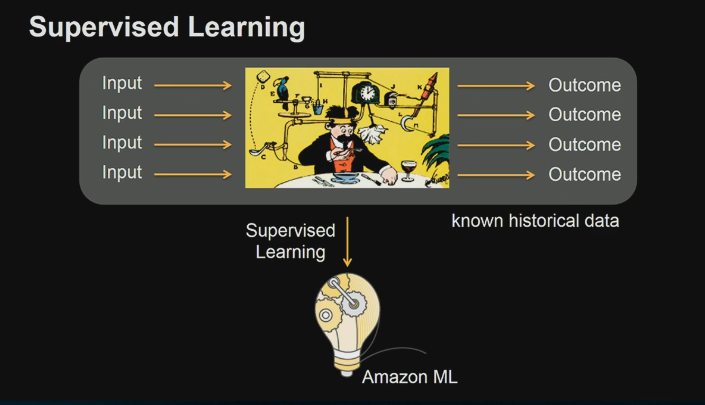 Supervised Learning
Input
Outcome
Input
Outcome
Input
Outcome
Input
Outcome
known historical data
Supervised
Learning
Amazon ML